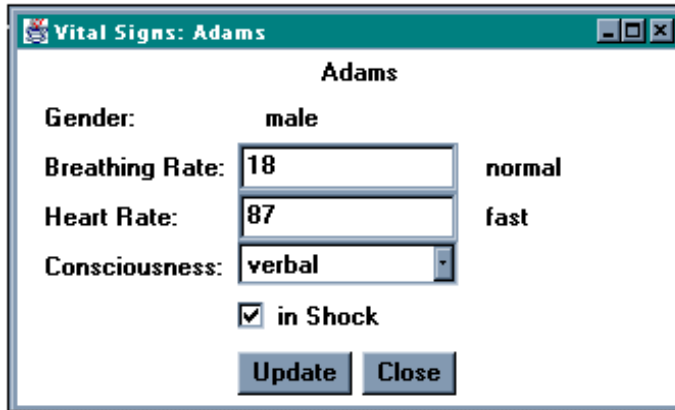 Vital Signs: Adams
Adams
Gender: male
Breathing Rate: 18 normal
Heart Rate: 87 fast
Consciousness: verbal
in Shock
Update Close